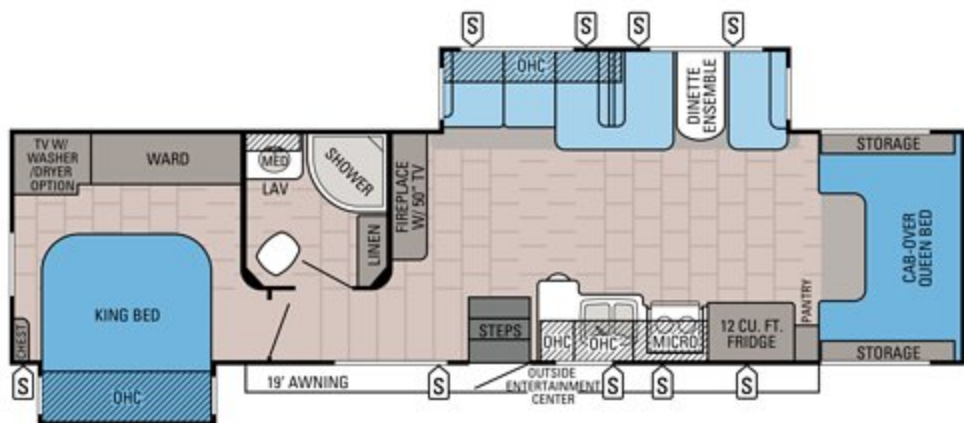 S
S
S
S
OHC
DINETTE
ENSEMBLE
TV W/
WASHER
/DRYER
OPTION
WARD
MED
LAV
SHOWER
LINEN
FIREPLACE
W/ 50" TV
STORAGE
CAB-OVER
QUEEN BED
KING BED
CHEST
OHC
STEPS
OHC
OHC
MICRO
12 CU. FT.
FRIDGE
PANTRY
STORAGE
19' AWNING
OUTSIDE
ENTERTAINMENT
CENTER
S
S
S
S
S